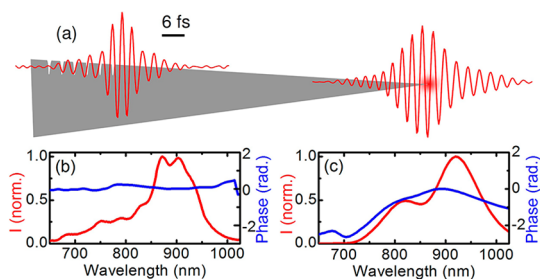 (a)
6 fs
(b)
I (norm.)
1.0
0.5
0.0
2
0
-2
Phase (rad.)
700 800 900 1000
Wavelength (nm)
(c)
I (norm.)
1.0
0.5
0.0
2
0
-2
Phase (rad.)
700 800 900 1000
Wavelength (nm)